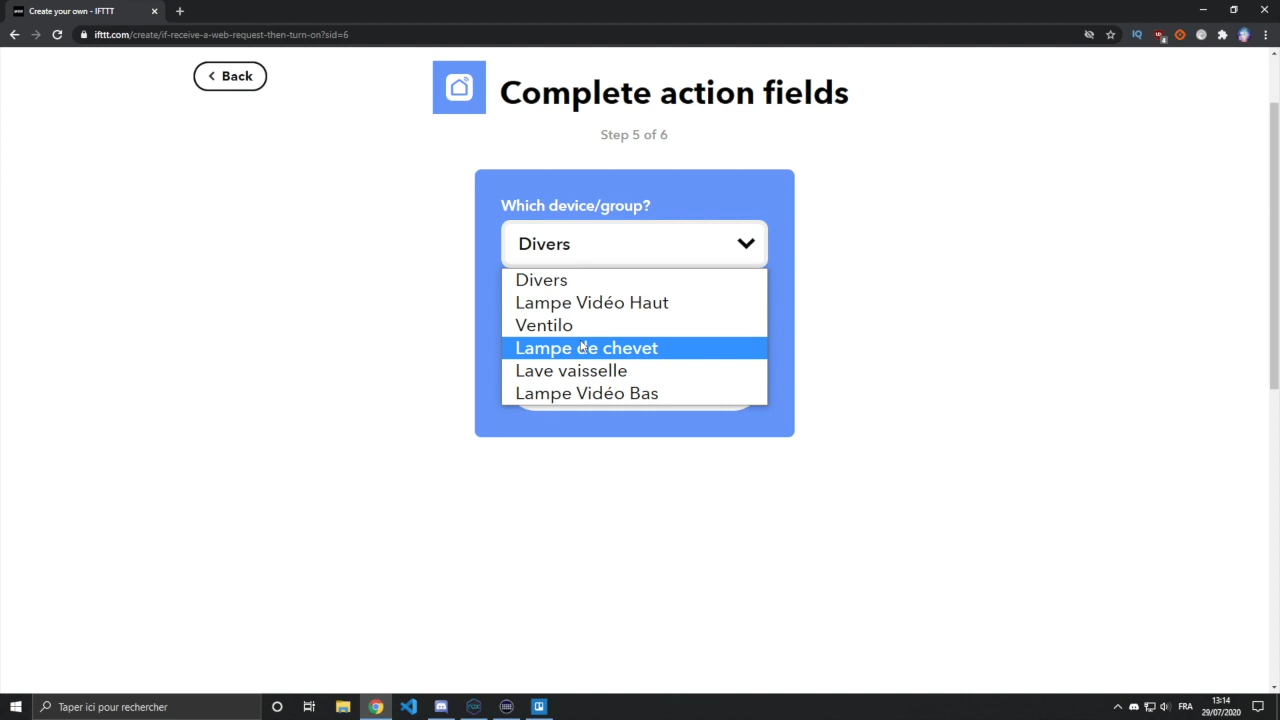 Create your own - IFTTT
ifttt.com/create/if-receive-a-web-request-then-turn-on?sid=6
Back
Complete action fields
Step 5 of 6
Which device/group?
Divers
Divers
Lampe Vidéo Haut
Ventilo
Lampe de chevet
Lave vaisselle
Lampe Vidéo Bas
Taper ici pour rechercher
FRA
13:14
29/07/2020